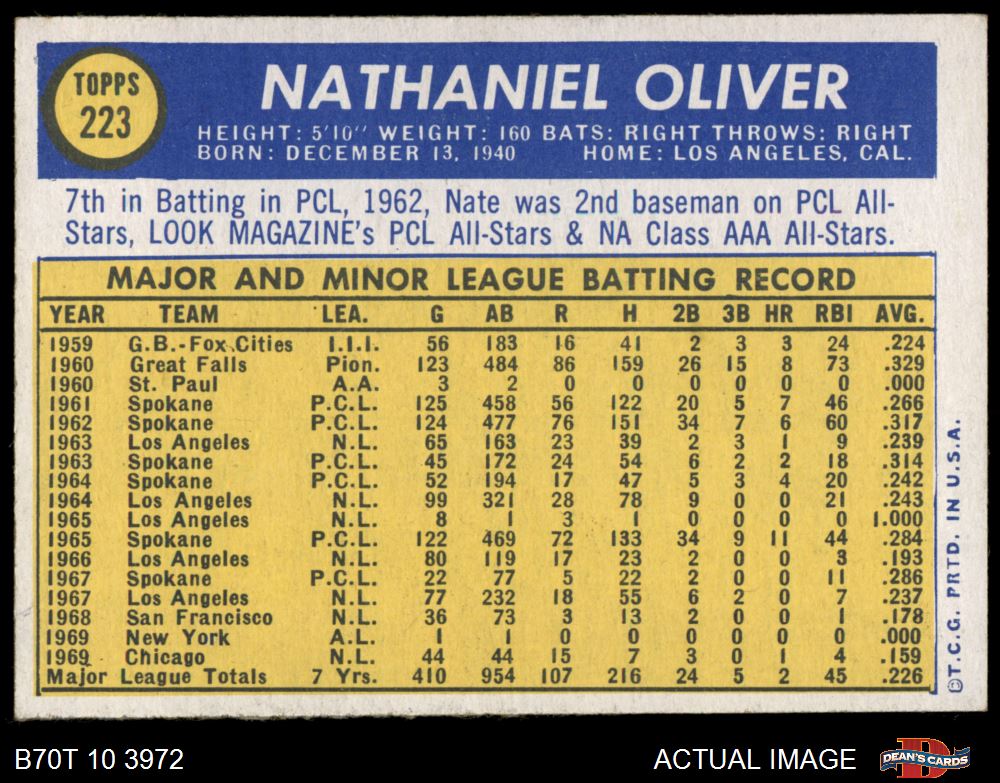 TOPPS
223
NATHANIEL OLIVER
HEIGHT: 5'10" WEIGHT: 160 BATS: RIGHT THROWS: RIGHT
BORN: DECEMBER 13, 1940 HOME: LOS ANGELES, CAL.
7th in Batting in PCL, 1962, Nate was 2nd baseman on PCL All-
Stars, LOOK MAGAZINE's PCL All-Stars & NA Class AAA All-Stars.
MAJOR AND MINOR LEAGUE BATTING RECORD
YEAR TEAM LEA. G AB R H 2B 3B HR RBI AVG.
1959 G.B.-Fox Cities I.I.I. 56 183 16 41 2 3 3 24 .224
1960 Great Falls Pion. 123 484 86 159 26 15 8 73 .329
1960 St. Paul A.A. 3 2 0 0 0 0 0 0 .000
1961 Spokane P.C.L. 125 458 56 122 20 5 7 46 .266
1962 Spokane P.C.L. 124 477 76 151 34 7 6 60 .317
1963 Los Angeles N.L. 65 163 23 39 2 3 1 9 .239
1963 Spokane P.C.L. 45 172 24 54 6 2 2 18 .314
1964 Spokane P.C.L. 52 194 17 47 5 3 4 20 .242
1964 Los Angeles N.L. 99 321 28 78 9 0 0 21 .243
1965 Los Angeles N.L. 8 1 3 1 0 0 0 0 1.000
1965 Spokane P.C.L. 122 469 72 133 34 9 11 44 .284
1966 Los Angeles N.L. 80 119 17 23 2 0 0 3 .193
1967 Spokane P.C.L. 22 77 5 22 2 0 0 11 .286
1967 Los Angeles N.L. 77 232 18 55 6 2 0 7 .237
1968 San Francisco N.L. 36 73 3 13 2 0 0 1 .178
1969 New York A.L. 1 1 0 0 0 0 0 0 .000
1969 Chicago N.L. 44 44 15 7 3 0 1 4 .159
Major League Totals 7 Yrs. 410 954 107 216 24 5 2 45 .226
©T.C.G. PRTD. IN U.S.A.
B70T 10 3972
ACTUAL IMAGE
DEAN'S CARDS